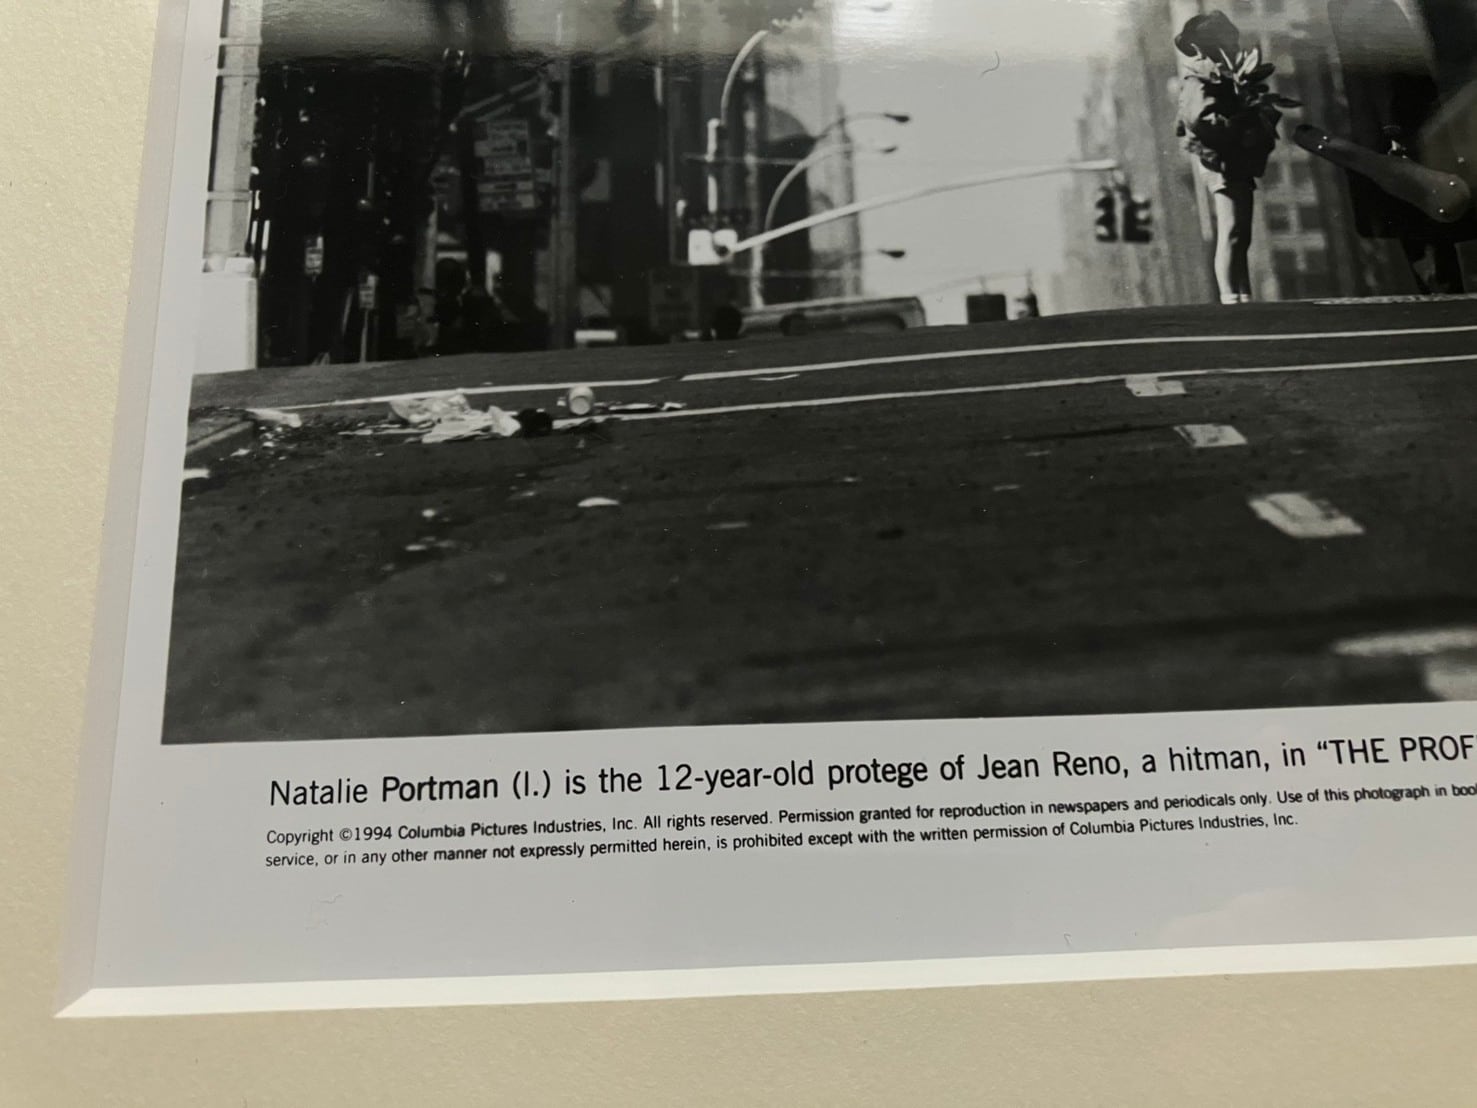 Natalie Portman (l.) is the 12-year-old protege of Jean Reno, a hitman, in “THE PROF
Copyright ©1994 Columbia Pictures Industries, Inc. All rights reserved. Permission granted for reproduction in newspapers and periodicals only. Use of this photograph in
service, or in any other manner not expressly permitted herein, is prohibited except with the written permission of Columbia Pictures Industries, Inc.